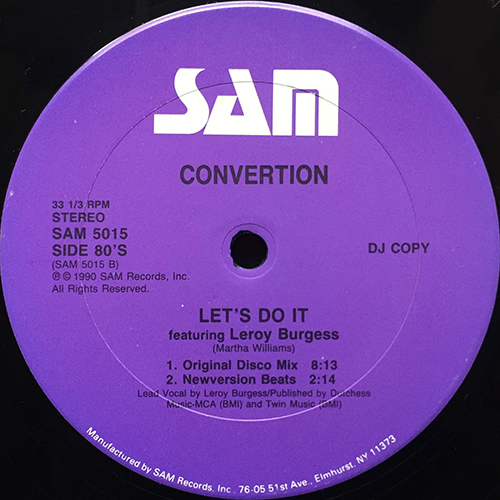 SAM
CONVERTION
33 1/3 RPM
STEREO
SAM 5015
SIDE 80'S
(SAM 5015 B)
℗ © 1990 SAM Records, Inc.
All Rights Reserved.
DJ COPY
LET'S DO IT
featuring Leroy Burgess
(Martha Williams)
1. Original Disco Mix 8:13
2. Newversion Beats 2:14
Lead Vocal by Leroy Burgess/Published by Dutchess
Music-MCA (BMI) and Twin Music (BMI)
Manufactured by SAM Records, Inc. 76-05 51st Ave., Elmhurst, NY 11373